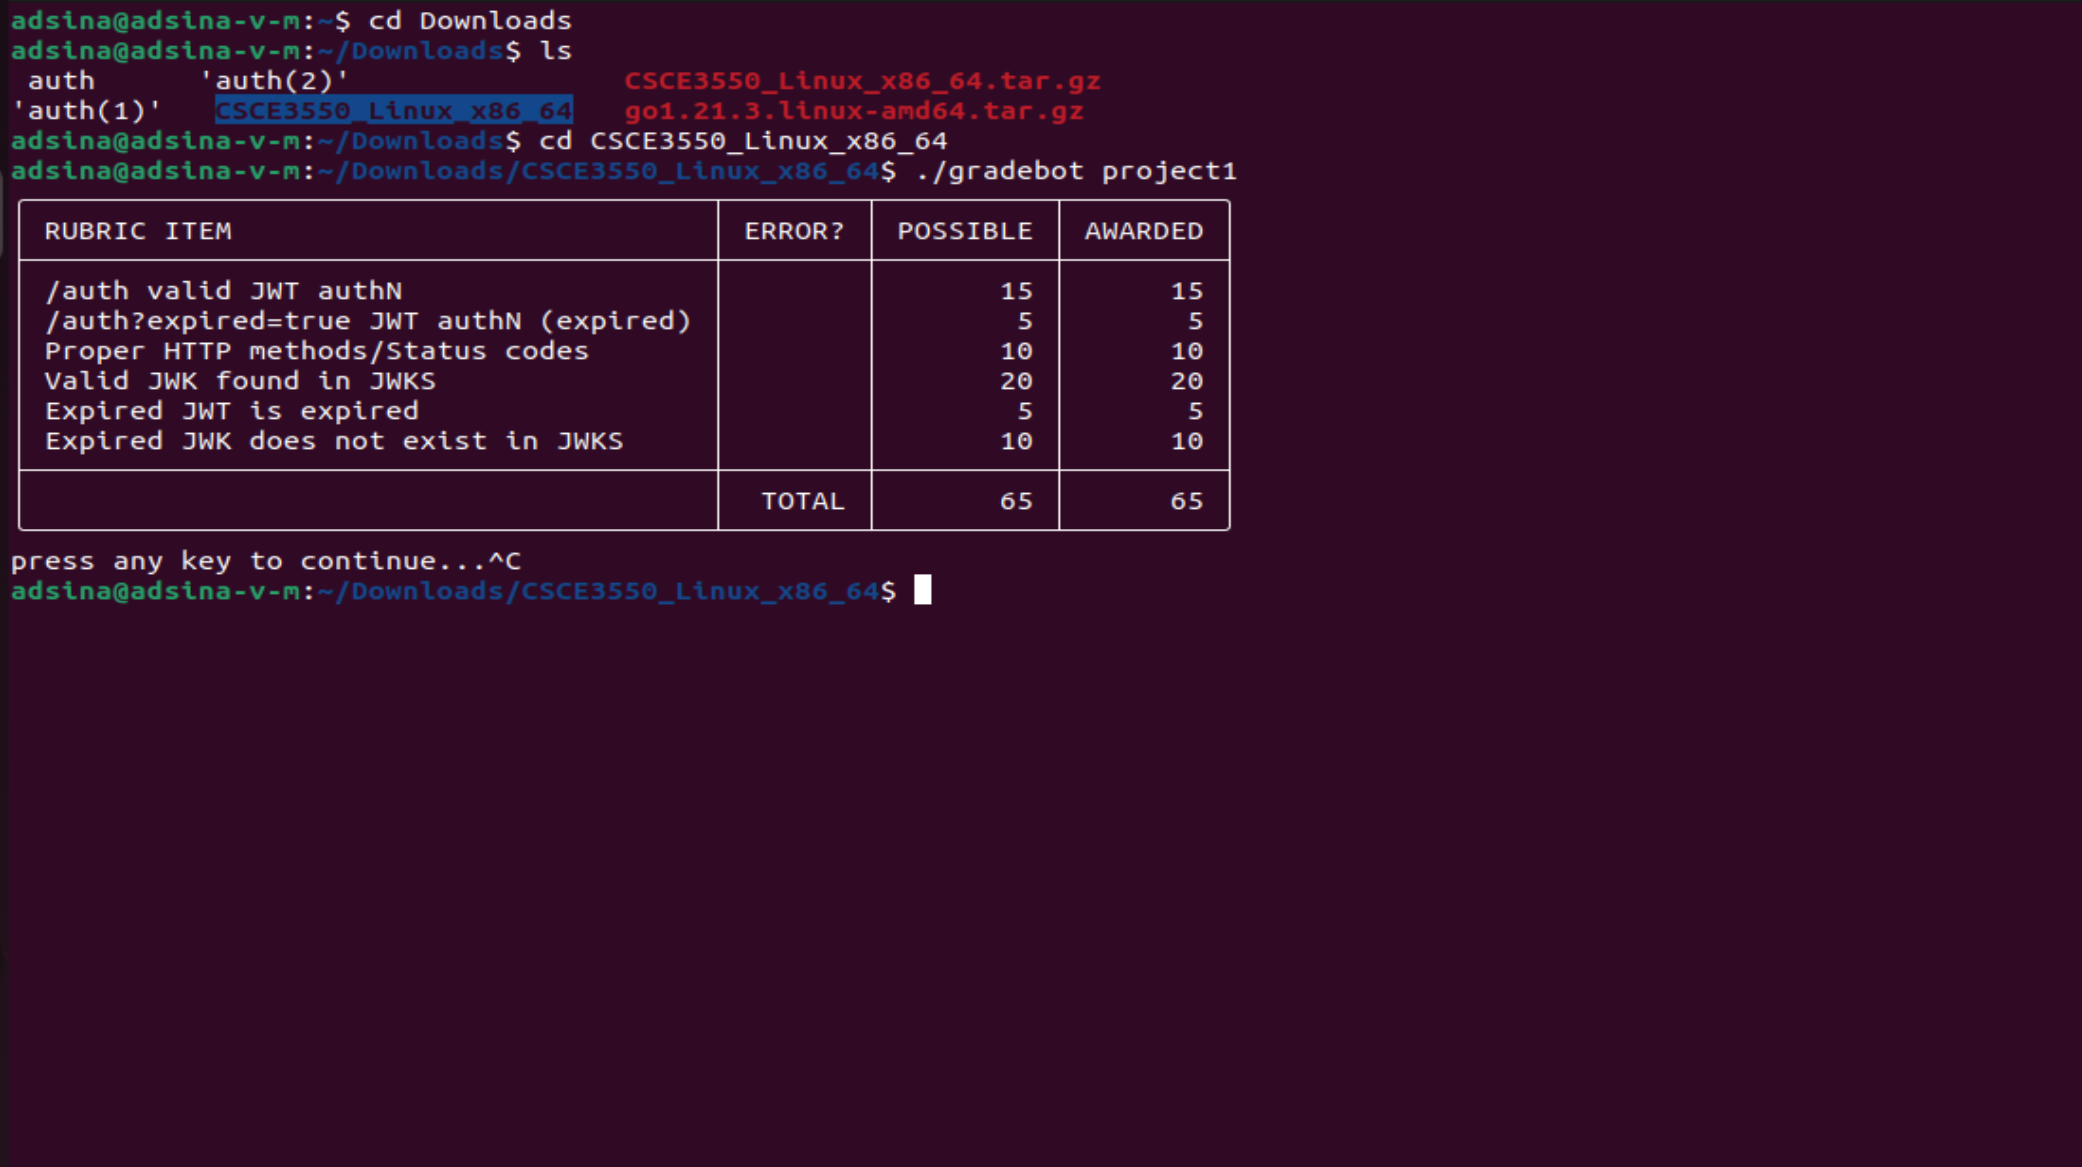 adsina@adsina-v-m:~$ cd Downloads
adsina@adsina-v-m:~/Downloads$ ls
auth 'auth(2)' CSCE3550_Linux_x86_64.tar.gz
'auth(1)' CSCE3550_Linux_x86_64 go1.21.3.linux-amd64.tar.gz
adsina@adsina-v-m:~/Downloads$ cd CSCE3550_Linux_x86_64
adsina@adsina-v-m:~/Downloads/CSCE3550_Linux_x86_64$ ./gradebot project1
RUBRIC ITEM ERROR? POSSIBLE AWARDED
/auth valid JWT authN 15 15
/auth?expired=true JWT authN (expired) 5 5
Proper HTTP methods/Status codes 10 10
Valid JWK found in JWKS 20 20
Expired JWT is expired 5 5
Expired JWK does not exist in JWKS 10 10
TOTAL 65 65
press any key to continue...^C
adsina@adsina-v-m:~/Downloads/CSCE3550_Linux_x86_64$